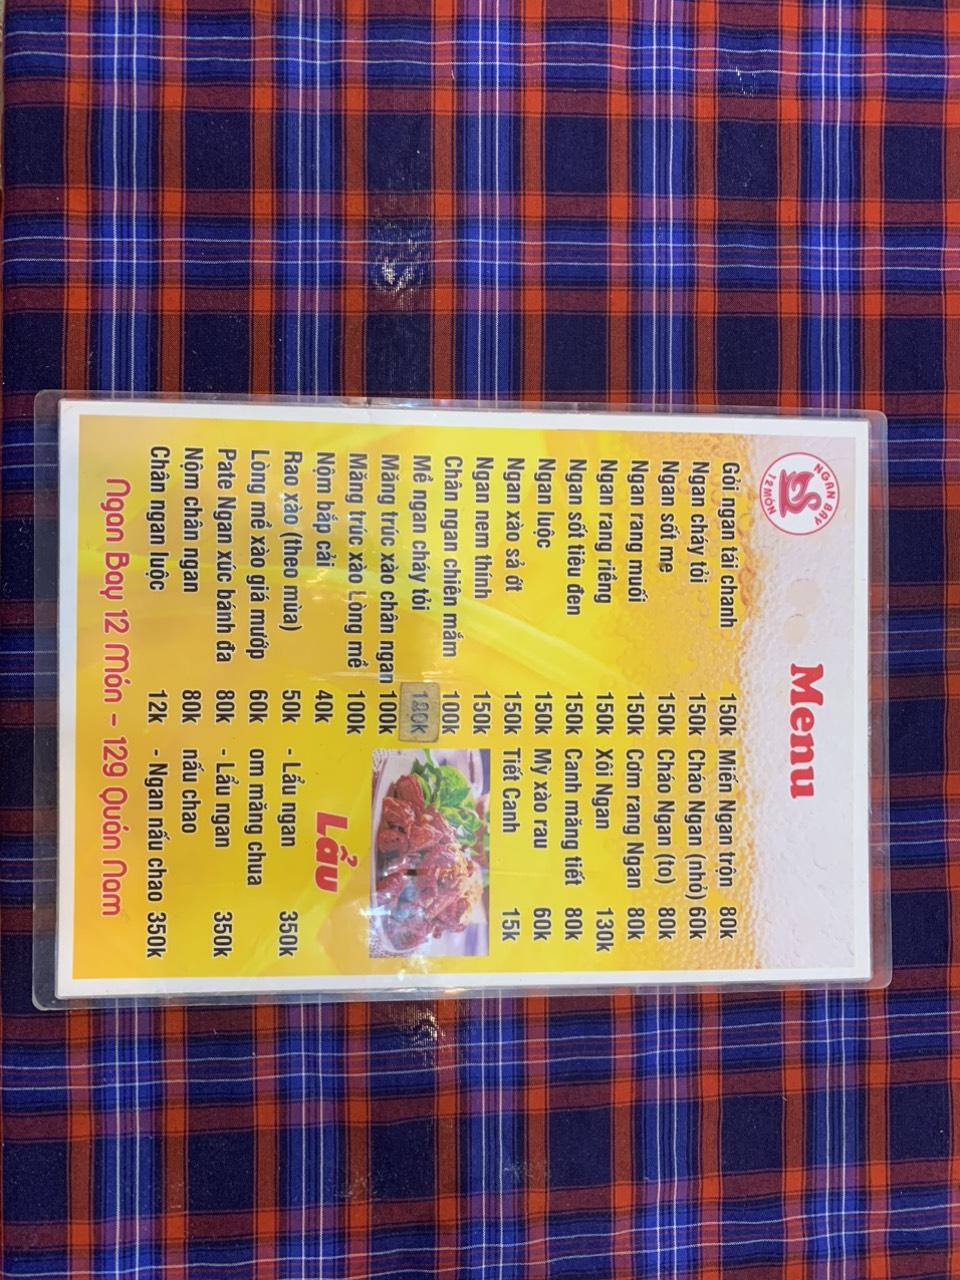 NGAN BAY
12 MÓN
Menu
Gỏi ngan tái chanh 150k
Ngan cháy tỏi 150k
Ngan sốt me 150k
Ngan rang muối 150k
Ngan rang riềng 150k
Ngan sốt tiêu đen 150k
Ngan luộc 150k
Ngan xào sả ớt 150k
Ngan nem thính 150k
Chân ngan chiên mắm 100k
Mề ngan cháy tỏi
Măng trúc xào chân ngan 100k
Măng trúc xào Lòng mề 100k
Nộm bắp cải 40k
Rao xào (theo mùa) 50k
Lòng mề xào giá mướp 60k
Pate Ngan xúc bánh đa 80k
Nộm chân ngan 80k
Chân ngan luộc 12k
Miến Ngan trộn 80k
Cháo Ngan (nhỏ) 60k
Cháo Ngan (to) 80k
Cơm rang Ngan 80k
Xôi Ngan 130k
Canh măng tiết 80k
My xào rau 60k
Tiết Canh 15k
Lẩu
- Lẩu ngan 350k
om măng chua
- Lẩu ngan 350k
nấu chao
- Ngan nấu chao 350k
Ngan Bay 12 Món - 129 Quán Nam